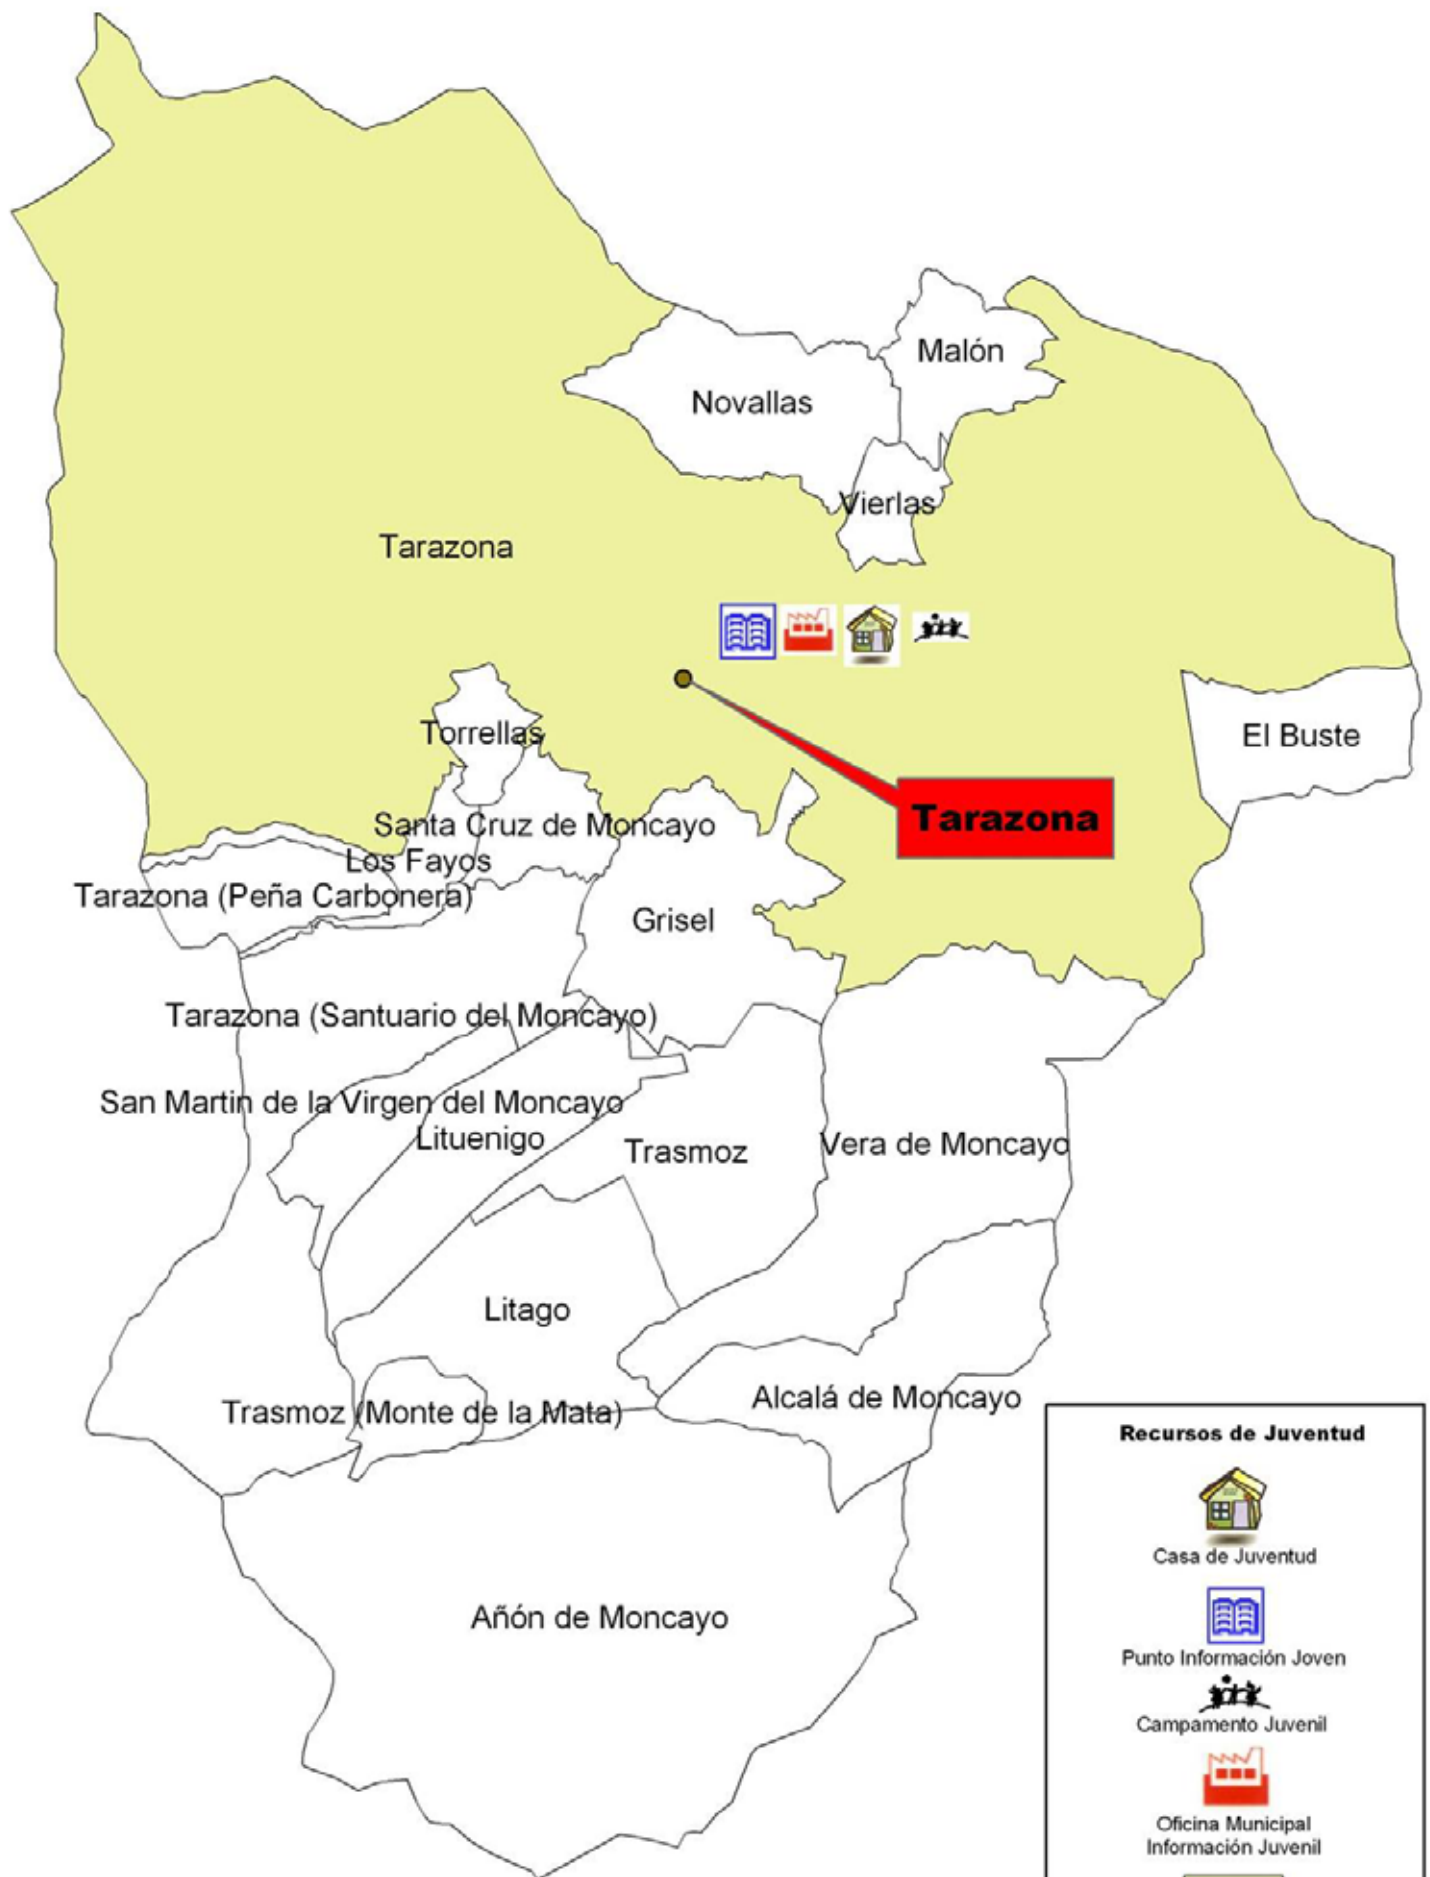 Malón
Novallas
Vierlas
Tarazona
Torrellas
El Buste
Tarazona
Santa Cruz de Moncayo
Los Fayos
Tarazona (Peña Carbonera)
Grisel
Tarazona (Santuario del Moncayo)
San Martin de la Virgen del Moncayo
Lituenigo
Trasmoz
Vera de Moncayo
Litago
Alcalá de Moncayo
Trasmoz (Monte de la Mata)
Añón de Moncayo
Recursos de Juventud
Casa de Juventud
Punto Información Joven
Campamento Juvenil
Oficina Municipal
Información Juvenil